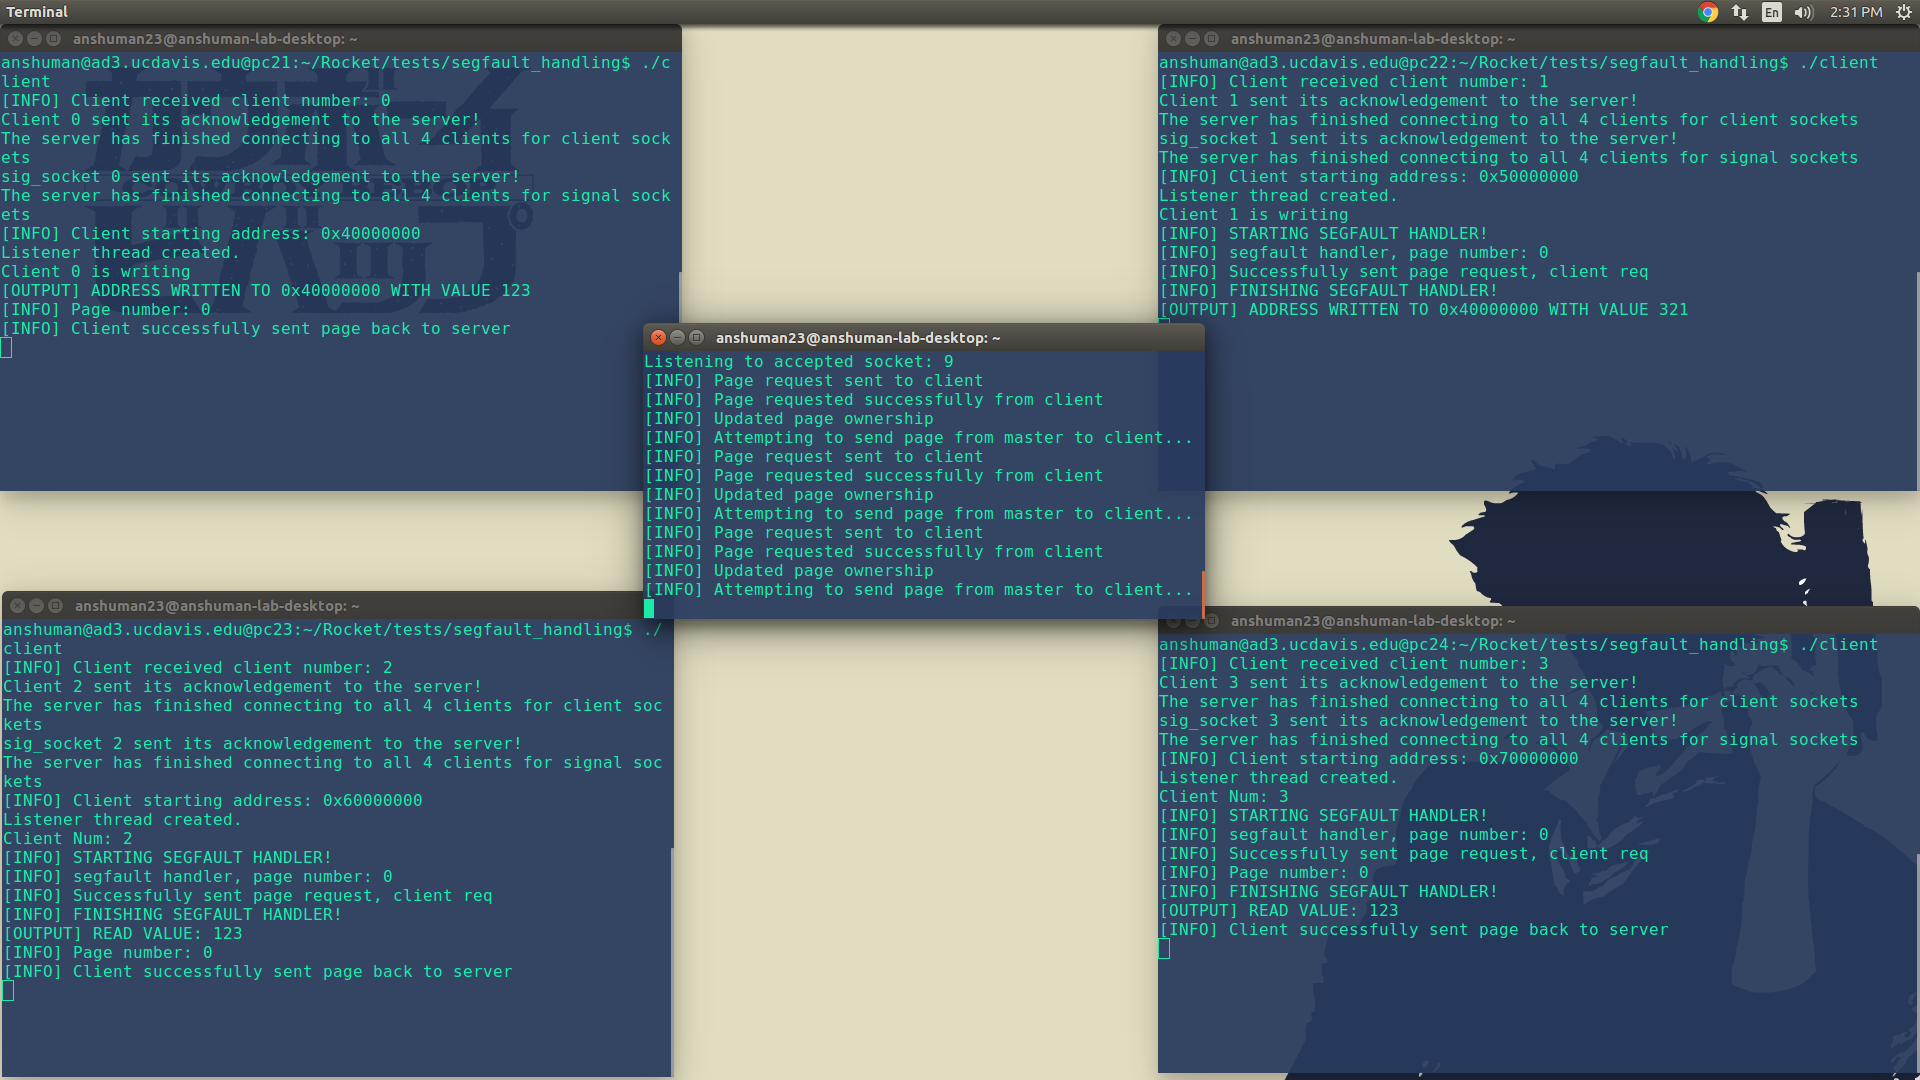 Terminal
En
2:31 PM
anshuman23@anshuman-lab-desktop: ~
anshuman@ad3.ucdavis.edu@pc21:~/Rocket/tests/segfault_handling$ ./c
lient
[INFO] Client received client number: 0
Client 0 sent its acknowledgement to the server!
The server has finished connecting to all 4 clients for client sock
ets
sig_socket 0 sent its acknowledgement to the server!
The server has finished connecting to all 4 clients for signal sock
ets
[INFO] Client starting address: 0x40000000
Listener thread created.
Client 0 is writing
[OUTPUT] ADDRESS WRITTEN TO 0x40000000 WITH VALUE 123
[INFO] Page number: 0
[INFO] Client successfully sent page back to server
anshuman23@anshuman-lab-desktop: ~
anshuman@ad3.ucdavis.edu@pc22:~/Rocket/tests/segfault_handling$ ./client
[INFO] Client received client number: 1
Client 1 sent its acknowledgement to the server!
The server has finished connecting to all 4 clients for client sockets
sig_socket 1 sent its acknowledgement to the server!
The server has finished connecting to all 4 clients for signal sockets
[INFO] Client starting address: 0x50000000
Listener thread created.
Client 1 is writing
[INFO] STARTING SEGFAULT HANDLER!
[INFO] segfault handler, page number: 0
[INFO] Successfully sent page request, client req
[INFO] FINISHING SEGFAULT HANDLER!
[OUTPUT] ADDRESS WRITTEN TO 0x40000000 WITH VALUE 321
anshuman23@anshuman-lab-desktop: ~
Listening to accepted socket: 9
[INFO] Page request sent to client
[INFO] Page requested successfully from client
[INFO] Updated page ownership
[INFO] Attempting to send page from master to client...
[INFO] Page request sent to client
[INFO] Page requested successfully from client
[INFO] Updated page ownership
[INFO] Attempting to send page from master to client...
[INFO] Page request sent to client
[INFO] Page requested successfully from client
[INFO] Updated page ownership
[INFO] Attempting to send page from master to client...
anshuman23@anshuman-lab-desktop: ~
anshuman@ad3.ucdavis.edu@pc23:~/Rocket/tests/segfault_handling$ ./
client
[INFO] Client received client number: 2
Client 2 sent its acknowledgement to the server!
The server has finished connecting to all 4 clients for client soc
kets
sig_socket 2 sent its acknowledgement to the server!
The server has finished connecting to all 4 clients for signal soc
kets
[INFO] Client starting address: 0x60000000
Listener thread created.
Client Num: 2
[INFO] STARTING SEGFAULT HANDLER!
[INFO] segfault handler, page number: 0
[INFO] Successfully sent page request, client req
[INFO] FINISHING SEGFAULT HANDLER!
[OUTPUT] READ VALUE: 123
[INFO] Page number: 0
[INFO] Client successfully sent page back to server
anshuman23@anshuman-lab-desktop: ~
anshuman@ad3.ucdavis.edu@pc24:~/Rocket/tests/segfault_handling$ ./client
[INFO] Client received client number: 3
Client 3 sent its acknowledgement to the server!
The server has finished connecting to all 4 clients for client sockets
sig_socket 3 sent its acknowledgement to the server!
The server has finished connecting to all 4 clients for signal sockets
[INFO] Client starting address: 0x70000000
Listener thread created.
Client Num: 3
[INFO] STARTING SEGFAULT HANDLER!
[INFO] segfault handler, page number: 0
[INFO] Successfully sent page request, client req
[INFO] Page number: 0
[INFO] FINISHING SEGFAULT HANDLER!
[OUTPUT] READ VALUE: 123
[INFO] Client successfully sent page back to server